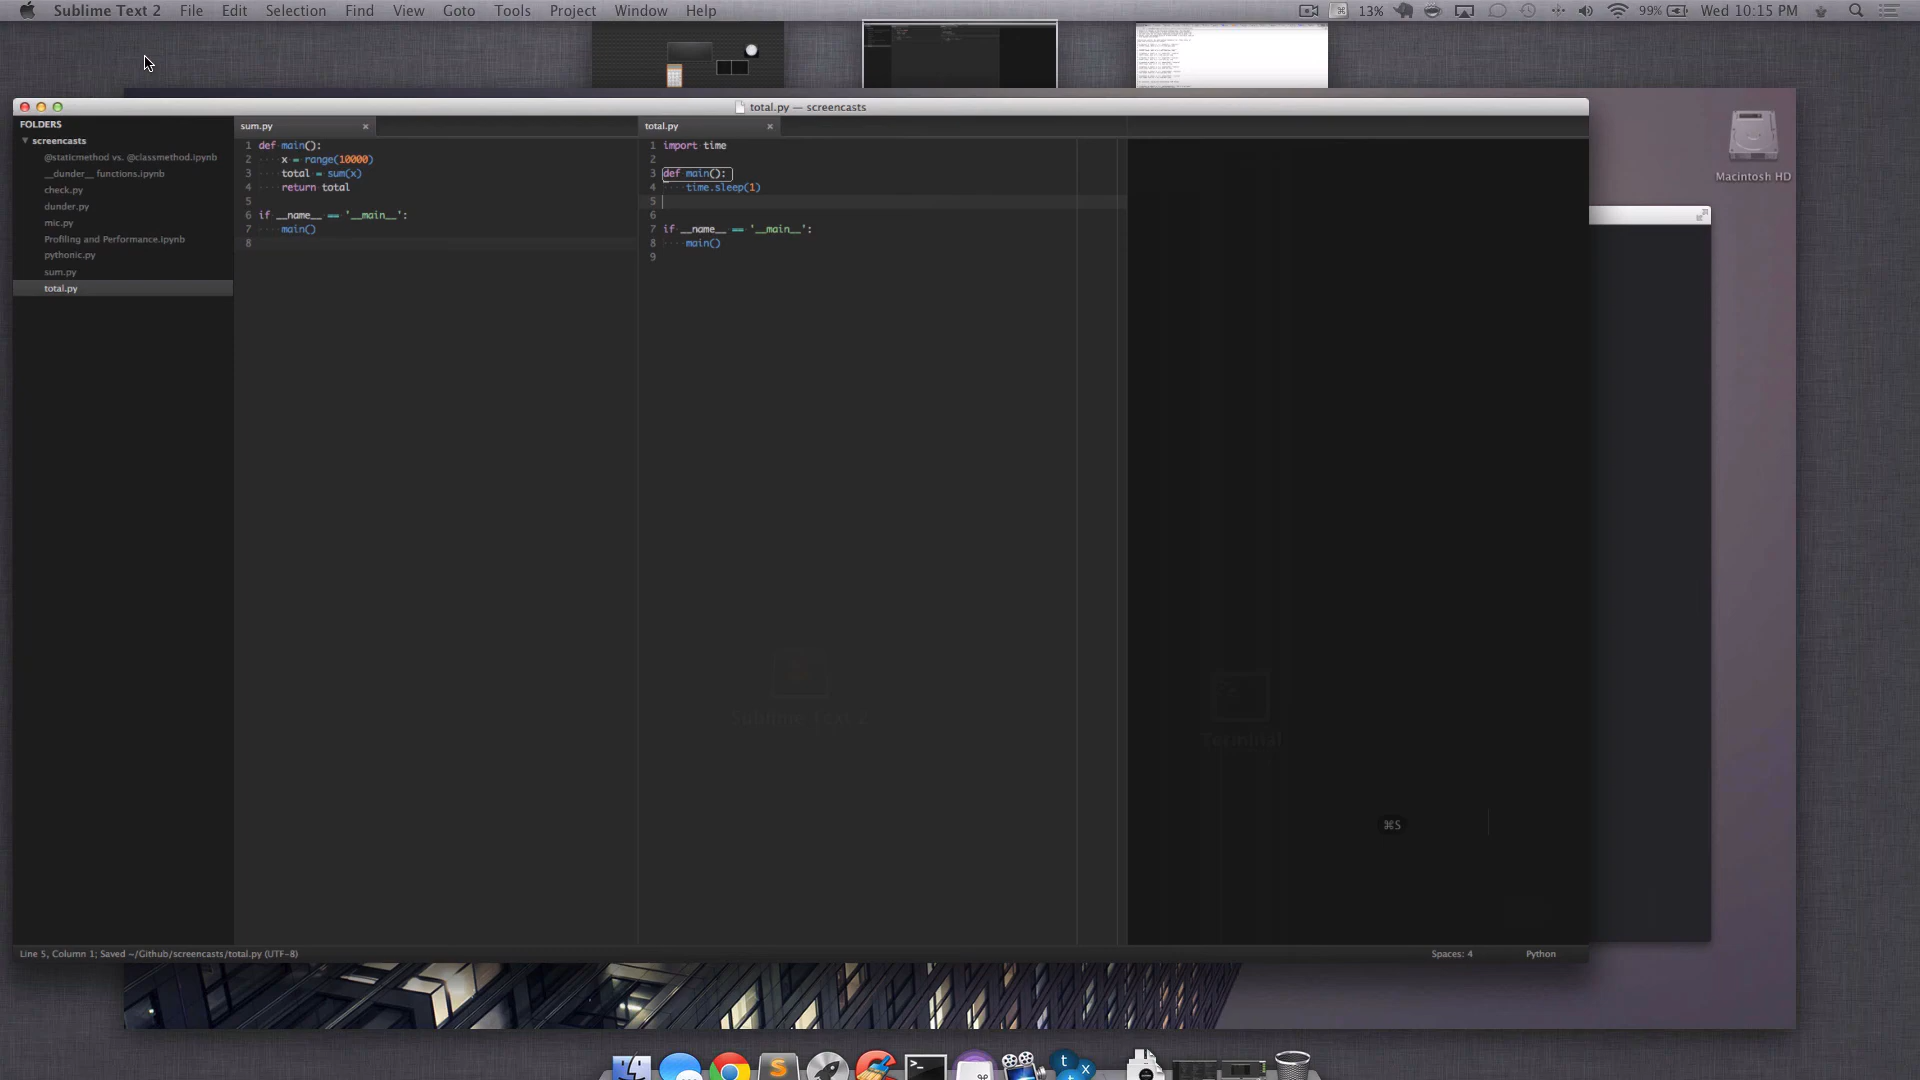 Sublime Text 2 File Edit Selection Find View Goto Tools Project Window Help
13% 99% Wed 10:15 PM
total.py — screencasts
FOLDERS
screencasts
@staticmethod vs. @classmethod.ipynb
__dunder__ functions.ipynb
check.py
dunder.py
mic.py
Profiling and Performance.ipynb
pythonic.py
sum.py
total.py
sum.py
1 def main():
2 x = range(10000)
3 total = sum(x)
4 return total
5
6 if __name__ == '__main__':
7 main()
8
total.py
1 import time
2
3 def main():
4 time.sleep(1)
5
6
7 if __name__ == '__main__':
8 main()
9
Macintosh HD
Sublime Text 2
Terminal
⌘S
Line 5, Column 1; Saved ~/Github/screencasts/total.py (UTF-8)
Spaces: 4
Python